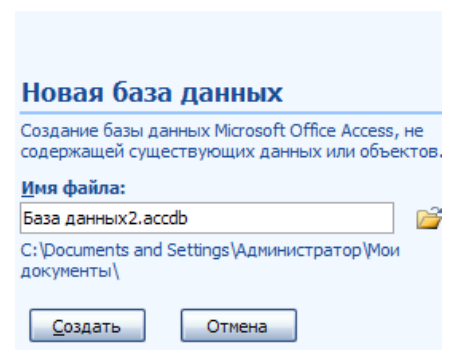 Новая база данных
Создание базы данных Microsoft Office Access, не
содержащей существующих данных или объектов.
Имя файла:
База данных2.accdb
C:\Documents and Settings\Администратор\Мои
документы\
Создать
Отмена